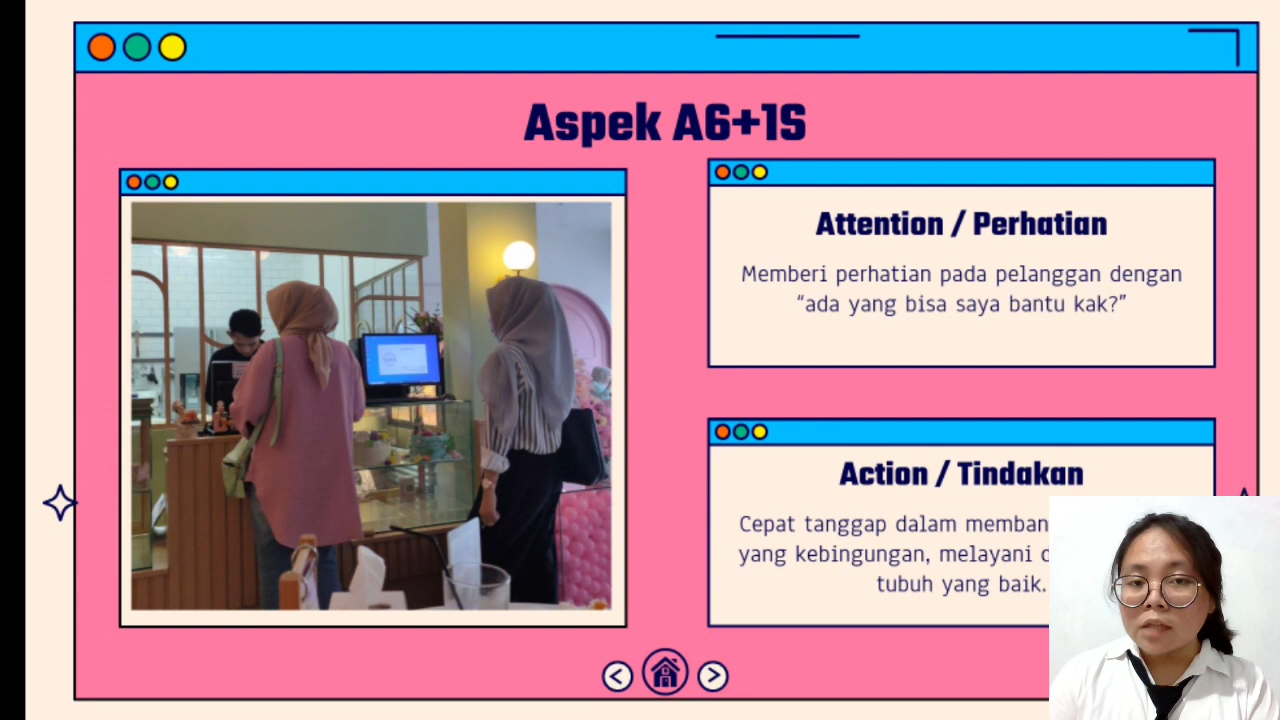 Aspek A6+1S
Attention / Perhatian
Memberi perhatian pada pelanggan dengan
“ada yang bisa saya bantu kak?”
Action / Tindakan
Cepat tanggap dalam
yang kebingungan, melayani
tubuh yang baik.